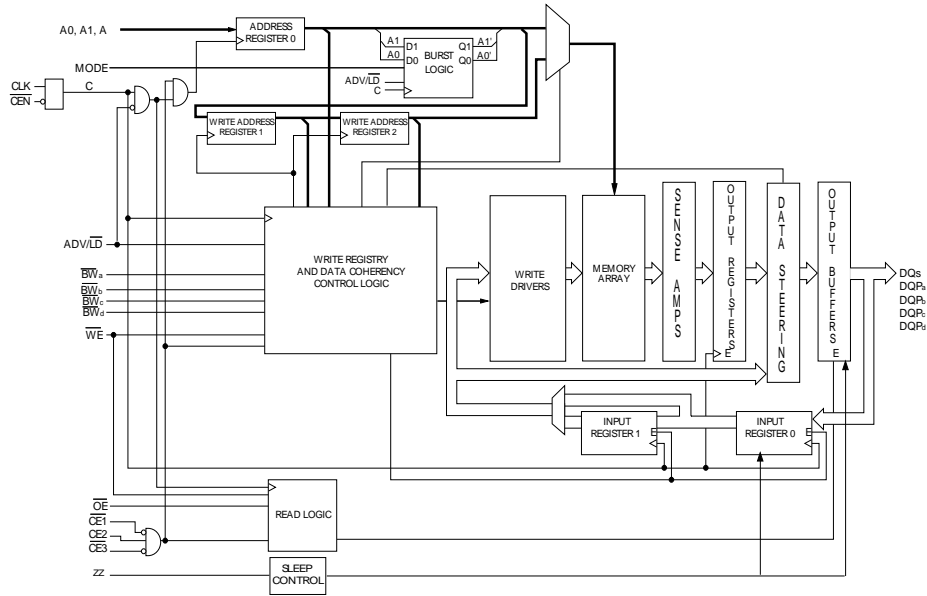 A0, A1, A
ADDRESS
REGISTER 0
A1
A0
D1
D0
BURST
LOGIC
Q1
Q0
A1'
A0'
MODE
ADV/LD
C
CLK
CEN
C
WRITE ADDRESS
REGISTER 1
WRITE ADDRESS
REGISTER 2
ADV/LD
BWa
BWb
BWc
BWd
WE
WRITE REGISTRY
AND DATA COHERENCY
CONTROL LOGIC
WRITE
DRIVERS
MEMORY
ARRAY
SENSE AMPS
OUTPUT REGISTERS
E
DATA STEERING
OUTPUT BUFFERS
E
DQs
DQPa
DQPb
DQPc
DQPd
INPUT
REGISTER 1
E
INPUT
REGISTER 0
E
OE
CE1
CE2
CE3
READ LOGIC
ZZ
SLEEP
CONTROL